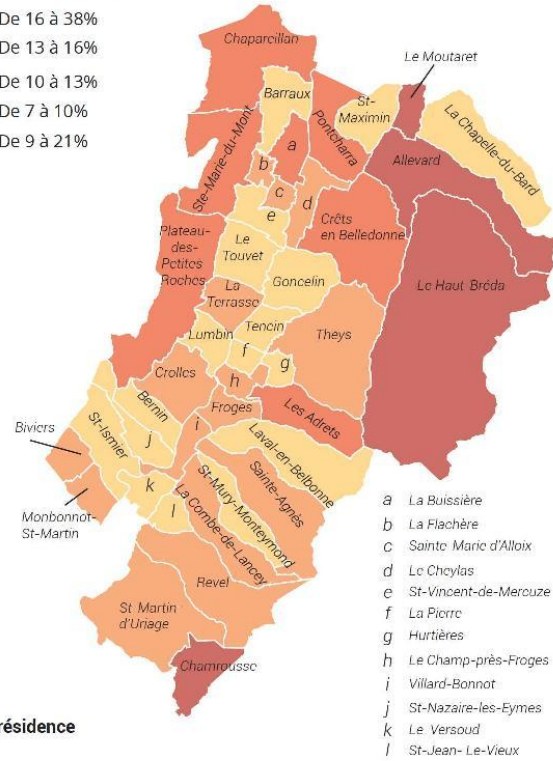 De 16 à 38%
De 13 à 16%
De 10 à 13%
De 7 à 10%
De 9 à 21%
Chapareillan
Le Moutaret
Barraux
St-
Maximin
Pontcharra
La Chapelle-du-Bard
Ste-Marie-du-Mont
a
b
Allevard
c
d
e
Crêts
en Belledonne
Plateau-
des-
Petites
Roches
Le
Touvet
Goncelin
Le Haut Bréda
La
Terrasse
Tencin
Theys
Lumbin
f
g
Crolles
h
Bernin
Froges
Les Adrets
Biviers
St-Ismier
j
i
Laval-en-Belbonne
k
l
St-Mury-Monteymond
Sainte-Agnès
Monbonnot-
St-Martin
La Combe-de-Lancey
Revel
St Martin
d'Uriage
Chamrousse
a La Buissière
b La Flachère
c Sainte Marie d'Alloix
d Le Cheylas
e St-Vincent-de-Mercuze
f La Pierre
g Hurtières
h Le Champ-près-Froges
i Villard-Bonnot
j St-Nazaire-les-Eymes
k Le Versoud
l St-Jean- Le-Vieux
résidence